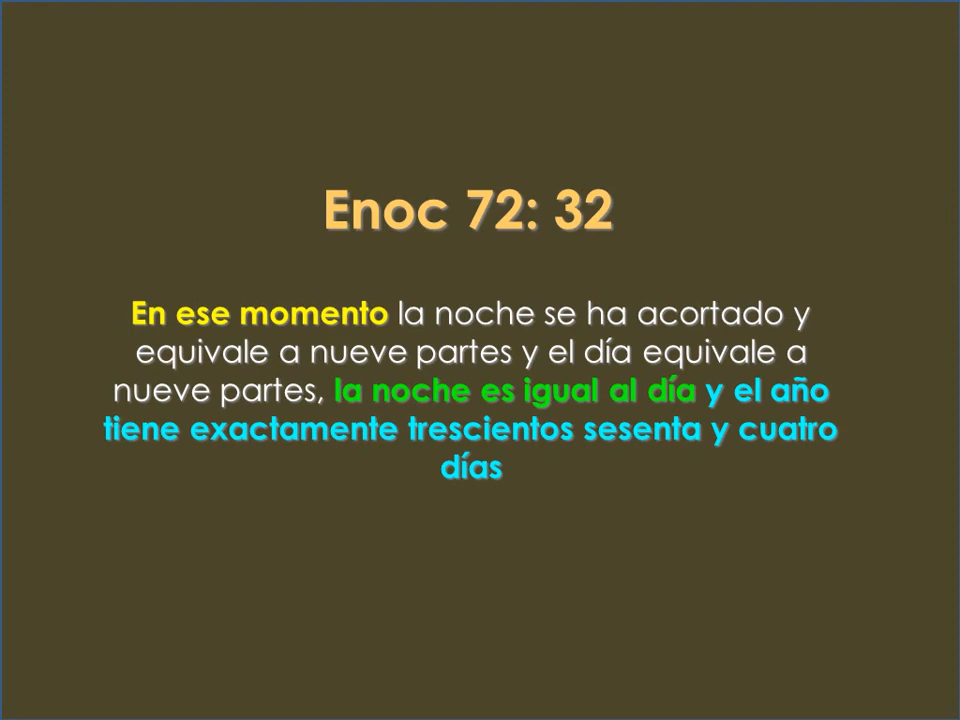 Enoc 72: 32
En ese momento la noche se ha acortado y
equivale a nueve partes y el día equivale a
nueve partes, la noche es igual al día y el año
tiene exactamente trescientos sesenta y cuatro
días